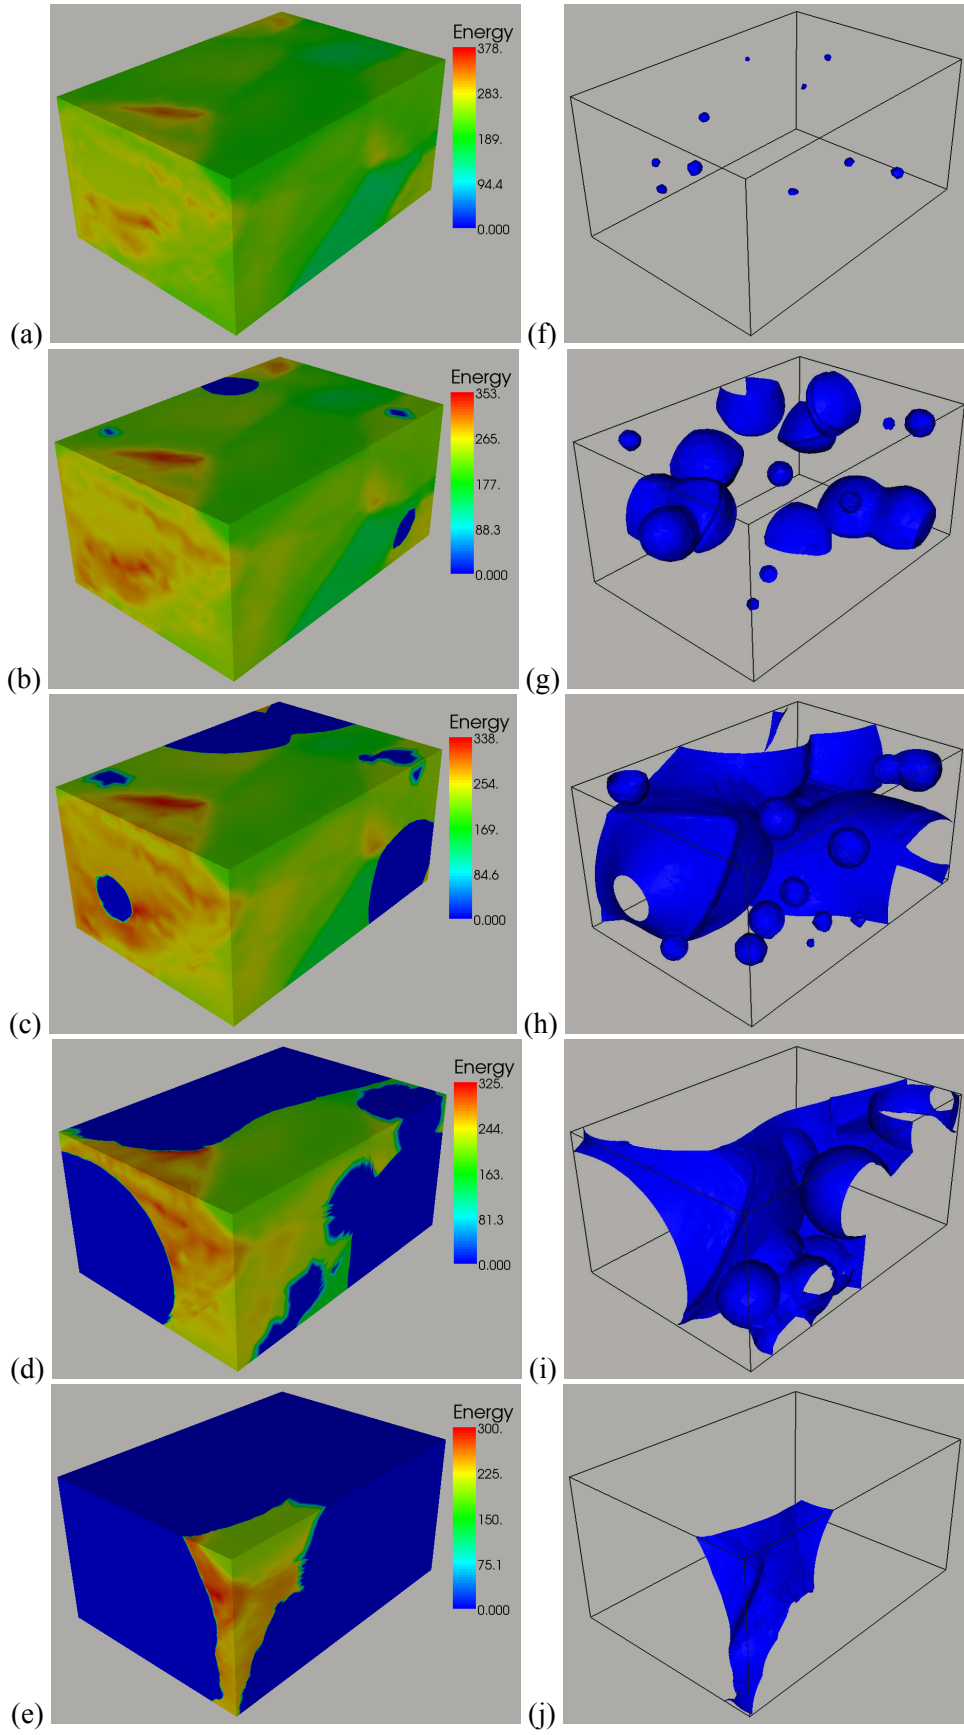 Energy
378.
283.
189.
94.4
0.000
(a)
(f)
Energy
353.
265.
177.
88.3
0.000
(b)
(g)
Energy
338.
254.
169.
84.6
0.000
(c)
(h)
Energy
325.
244.
163.
81.3
0.000
(d)
(i)
Energy
300.
225.
150.
75.1
0.000
(e)
(j)